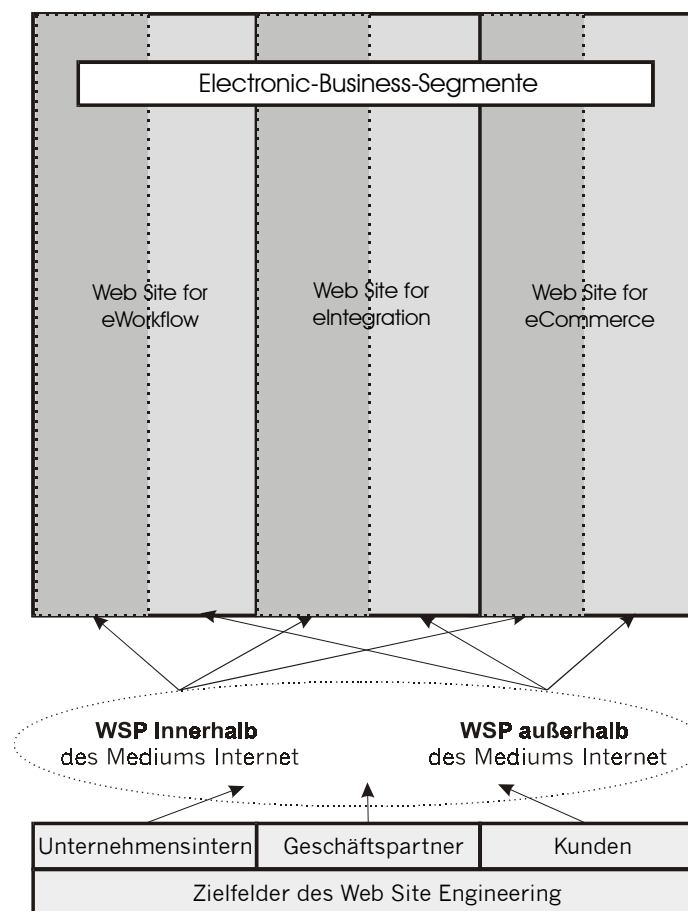 Electronic-Business-Segmente
Web Site for
eWorkflow
Web Site for
eIntegration
Web Site for
eCommerce
WSP Innerhalb
des Mediums Internet
WSP außerhalb
des Mediums Internet
Unternehmensintern
Geschäftspartner
Kunden
Zielfelder des Web Site Engineering